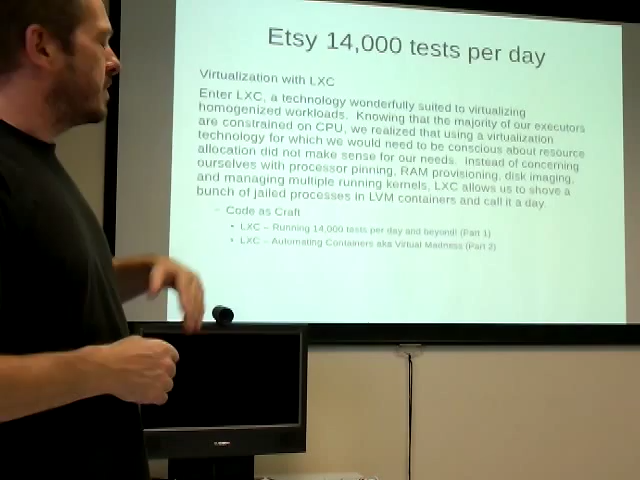 Etsy 14,000 tests per day
Virtualization with LXC
Enter LXC, a technology wonderfully suited to virtualizing
homogenized workloads. Knowing that the majority of our executors
are constrained on CPU, we realized that using a virtualization
technology for which we would need to be conscious about resource
allocation did not make sense for our needs. Instead of concerning
ourselves with processor pinning, RAM provisioning, disk imaging,
and managing multiple running kernels, LXC allows us to shove a
bunch of jailed processes in LVM containers and call it a day.
– Code as Craft
• LXC – Running 14,000 tests per day and beyond! (Part 1)
• LXC – Automating Containers aka Virtual Madness (Part 2)